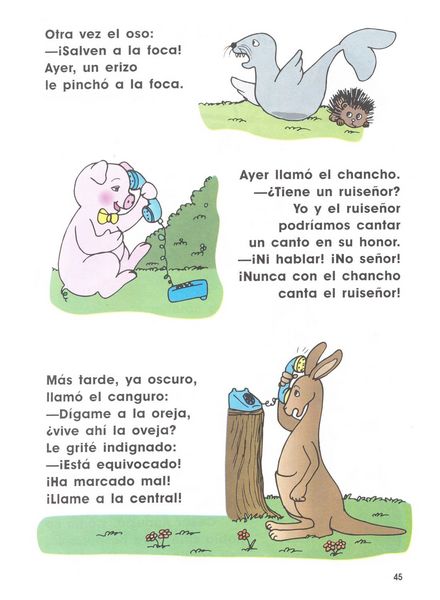 Otra vez el oso:
—¡Salven a la foca!
Ayer, un erizo
le pinchó a la foca.
Ayer llamó el chancho.
—¿Tiene un ruiseñor?
Yo y el ruiseñor
podríamos cantar
un canto en su honor.
—¡Ni hablar! ¡No señor!
¡Nunca con el chancho
canta el ruiseñor!
Más tarde, ya oscuro,
llamó el canguro:
—Dígame a la oreja,
¿vive ahí la oveja?
Le grité indignado:
—¡Está equivocado!
¡Ha marcado mal!
¡Llame a la central!
45